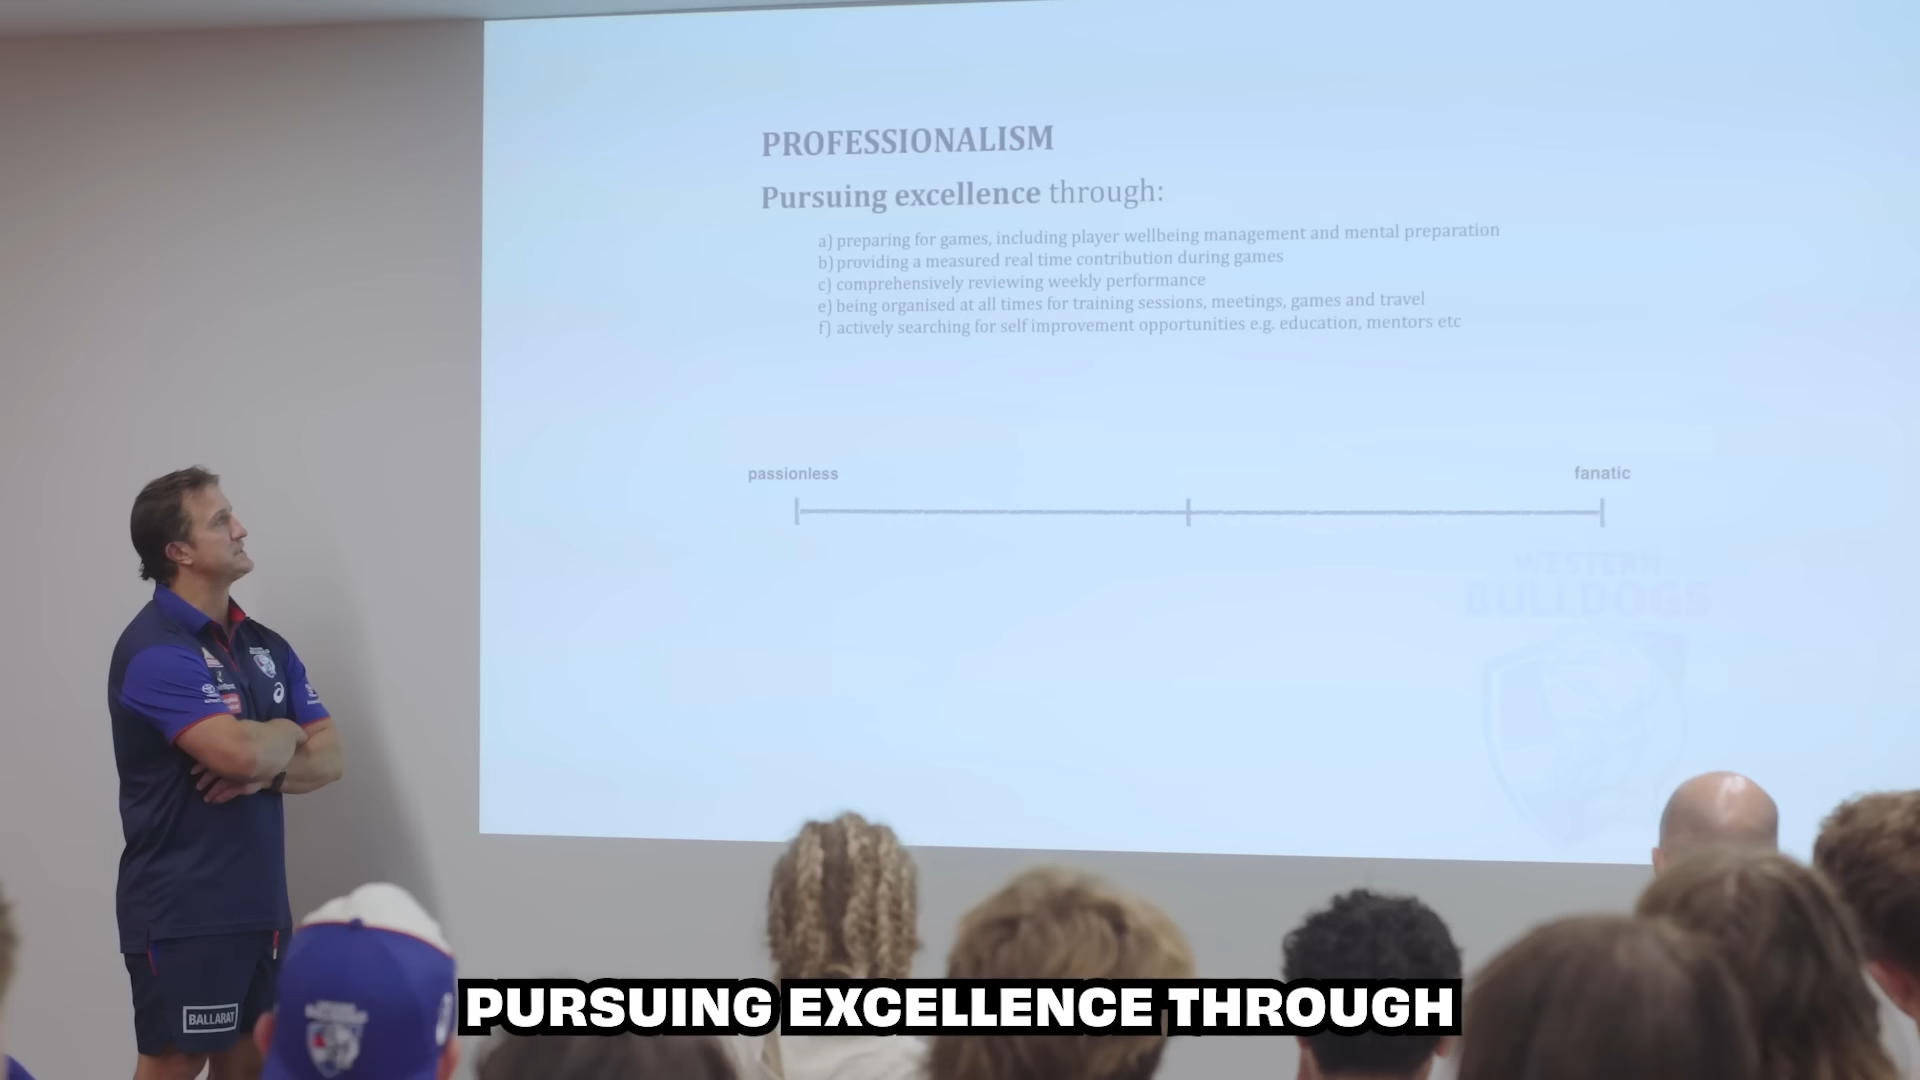 PROFESSIONALISM
Pursuing excellence through:
a) preparing for games, including player wellbeing management and mental preparation
b) providing a measured real time contribution during games
c) comprehensively reviewing weekly performance
e) being organised at all times for training sessions, meetings, games and travel
f) actively searching for self improvement opportunities e.g. education, mentors etc
passionless
fanatic
WESTERN
BULLDOGS
BALLARAT
PURSUING EXCELLENCE THROUGH